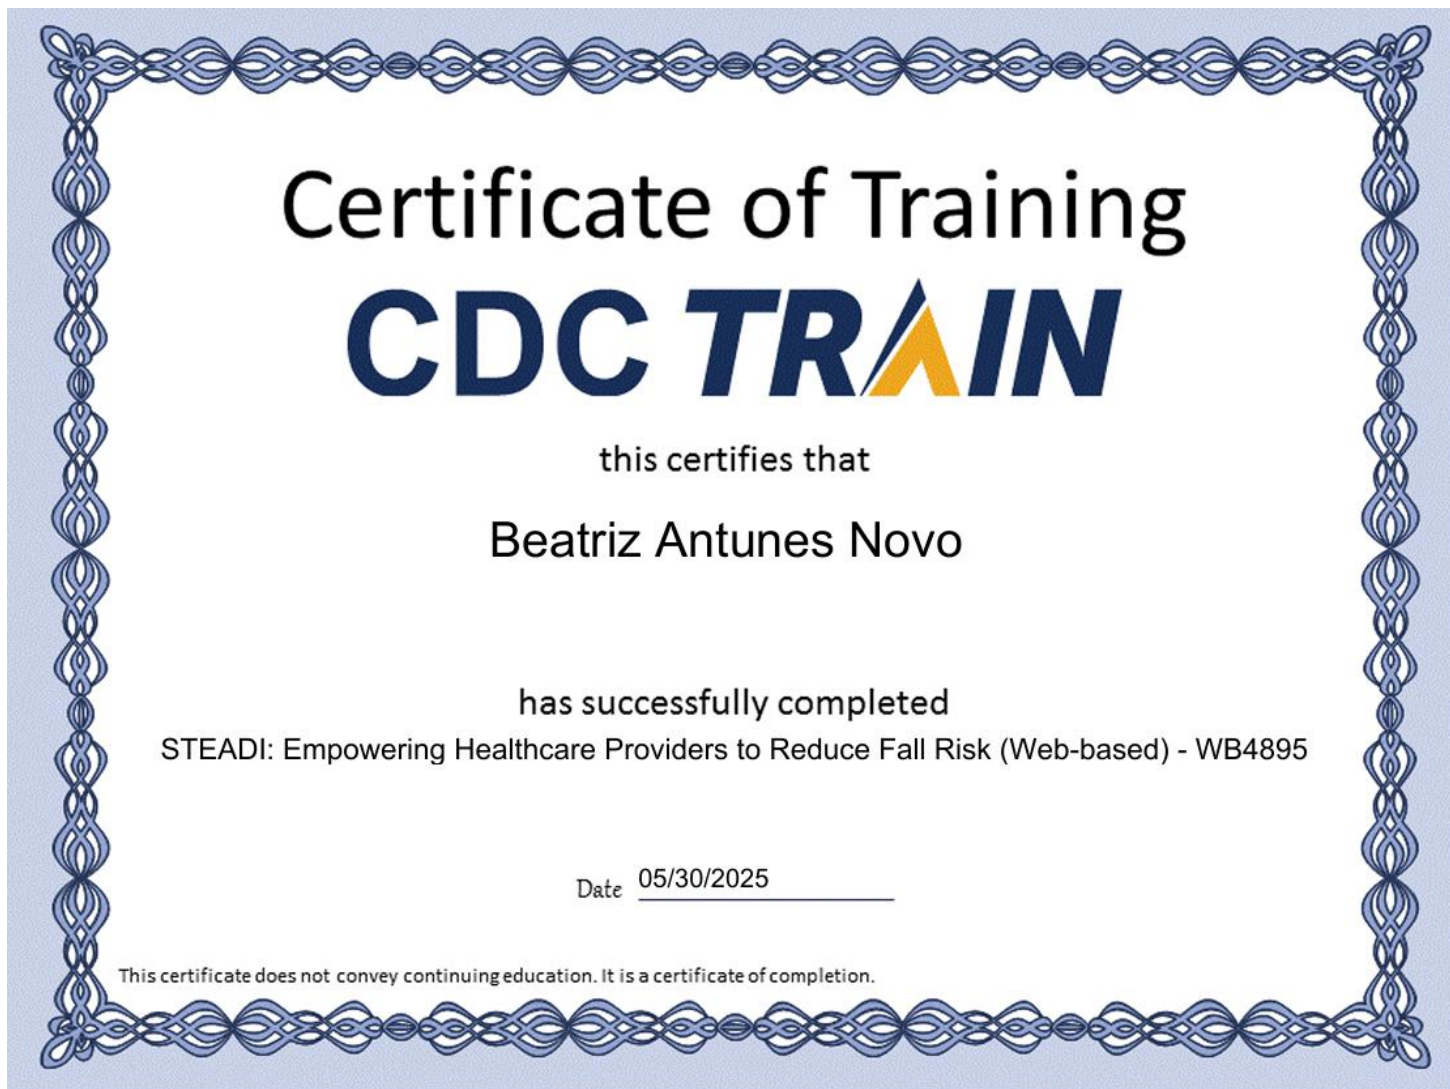 Certificate of Training
CDC TRAIN
this certifies that
Beatriz Antunes Novo
has successfully completed
STEADI: Empowering Healthcare Providers to Reduce Fall Risk (Web-based) - WB4895
Date 05/30/2025
This certificate does not convey continuing education. It is a certificate of completion.